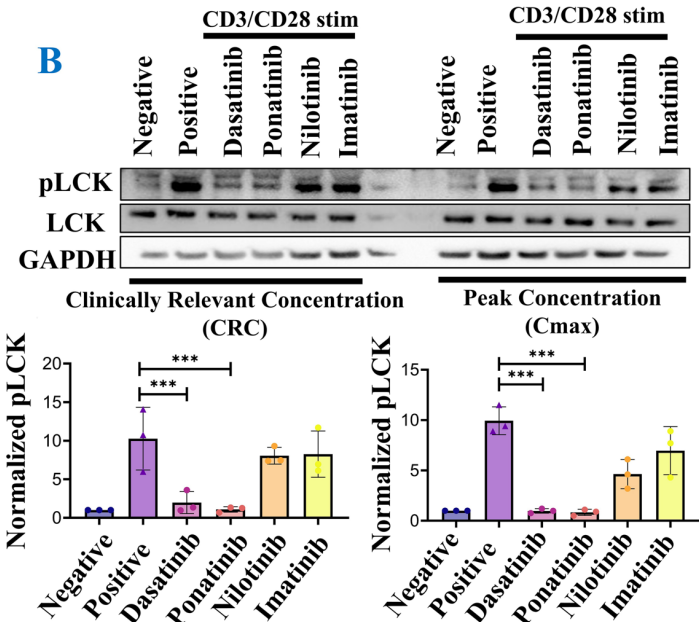 B
CD3/CD28 stim
CD3/CD28 stim
Negative
Positive
Dasatinib
Ponatinib
Nilotinib
Imatinib
Negative
Positive
Dasatinib
Ponatinib
Nilotinib
Imatinib
pLCK
LCK
GAPDH
Clinically Relevant Concentration
(CRC)
Peak Concentration
(Cmax)
Normalized pLCK
20
15
10
5
0
***
***
Negative
Positive
Dasatinib
Ponatinib
Nilotinib
Imatinib
Normalized pLCK
15
10
5
0
***
***
Negative
Positive
Dasatinib
Ponatinib
Nilotinib
Imatinib